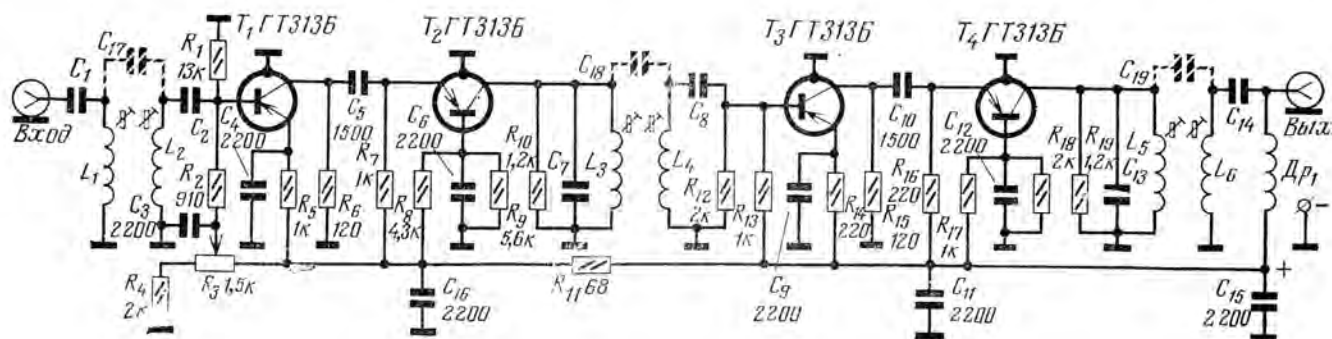 T₁ ГТ313Б
T₂ ГТ313Б
T₃ ГТ313Б
T₄ ГТ313Б
C₁
C₁₇
R₁
13к
C₂
C₄
2200
Вход
L₁
L₂
R₂
910
C₃
2200
R₄
2к
R₃ 1,5к
R₅
1к
R₆
120
C₅
1500
R₇
1к
R₈
4,3к
C₆
2200
R₉
5,6к
R₁₀
1,2к
C₇
L₃
C₁₈
L₄
C₈
C₁₆
2200
R₁₁ 68
R₁₂
2к
R₁₃
1к
C₉
2200
R₁₄
220
R₁₅
120
C₁₀
1500
R₁₆
220
R₁₇
1к
C₁₂
2200
C₁₁
2200
R₁₈
2к
R₁₉
1,2к
C₁₃
L₅
C₁₉
L₆
C₁₄
Вых
Др₁
−
+
C₁₅
2200